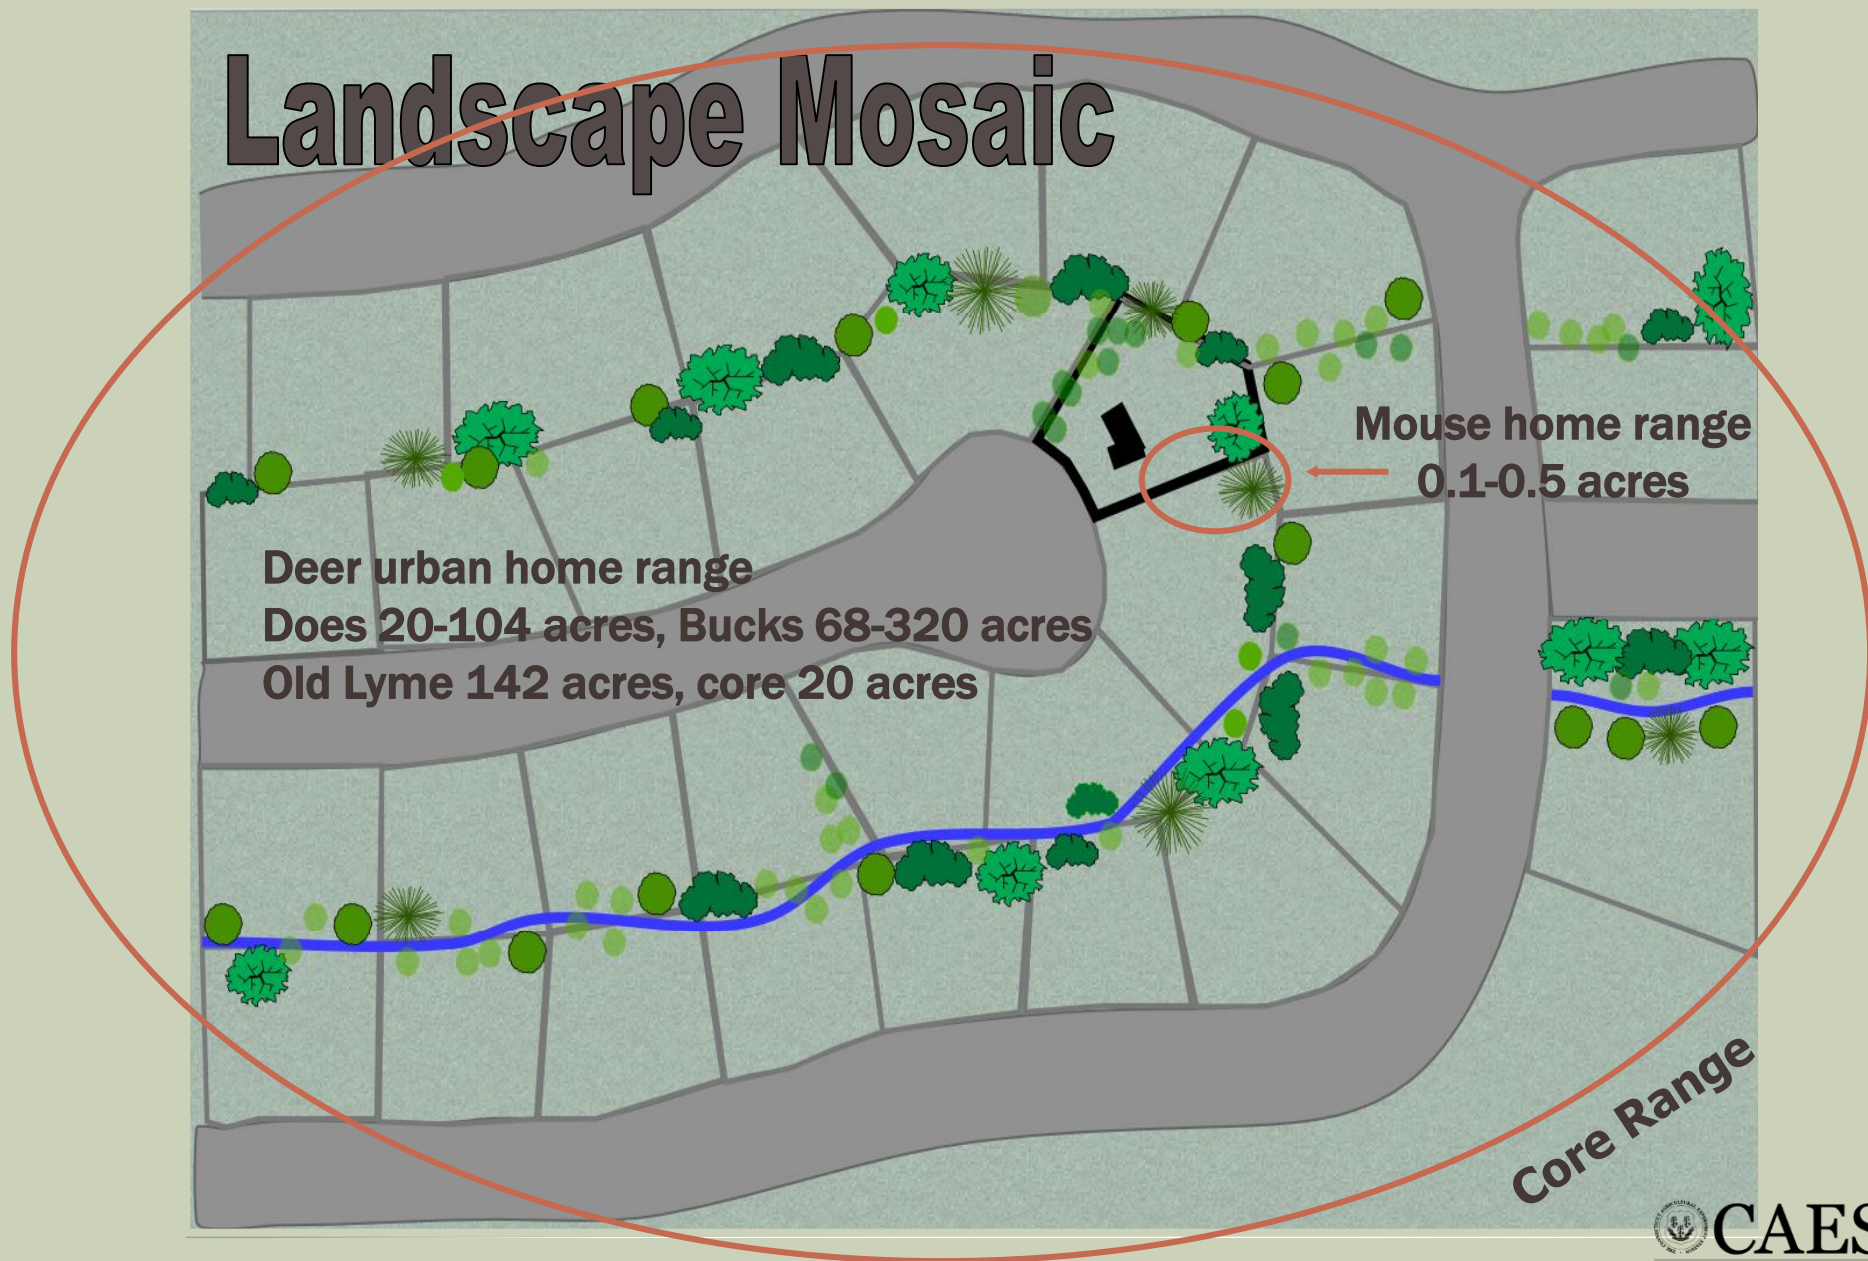 Landscape Mosaic
Mouse home range
0.1-0.5 acres
Deer urban home range
Does 20-104 acres, Bucks 68-320 acres
Old Lyme 142 acres, core 20 acres
Core Range
CAES